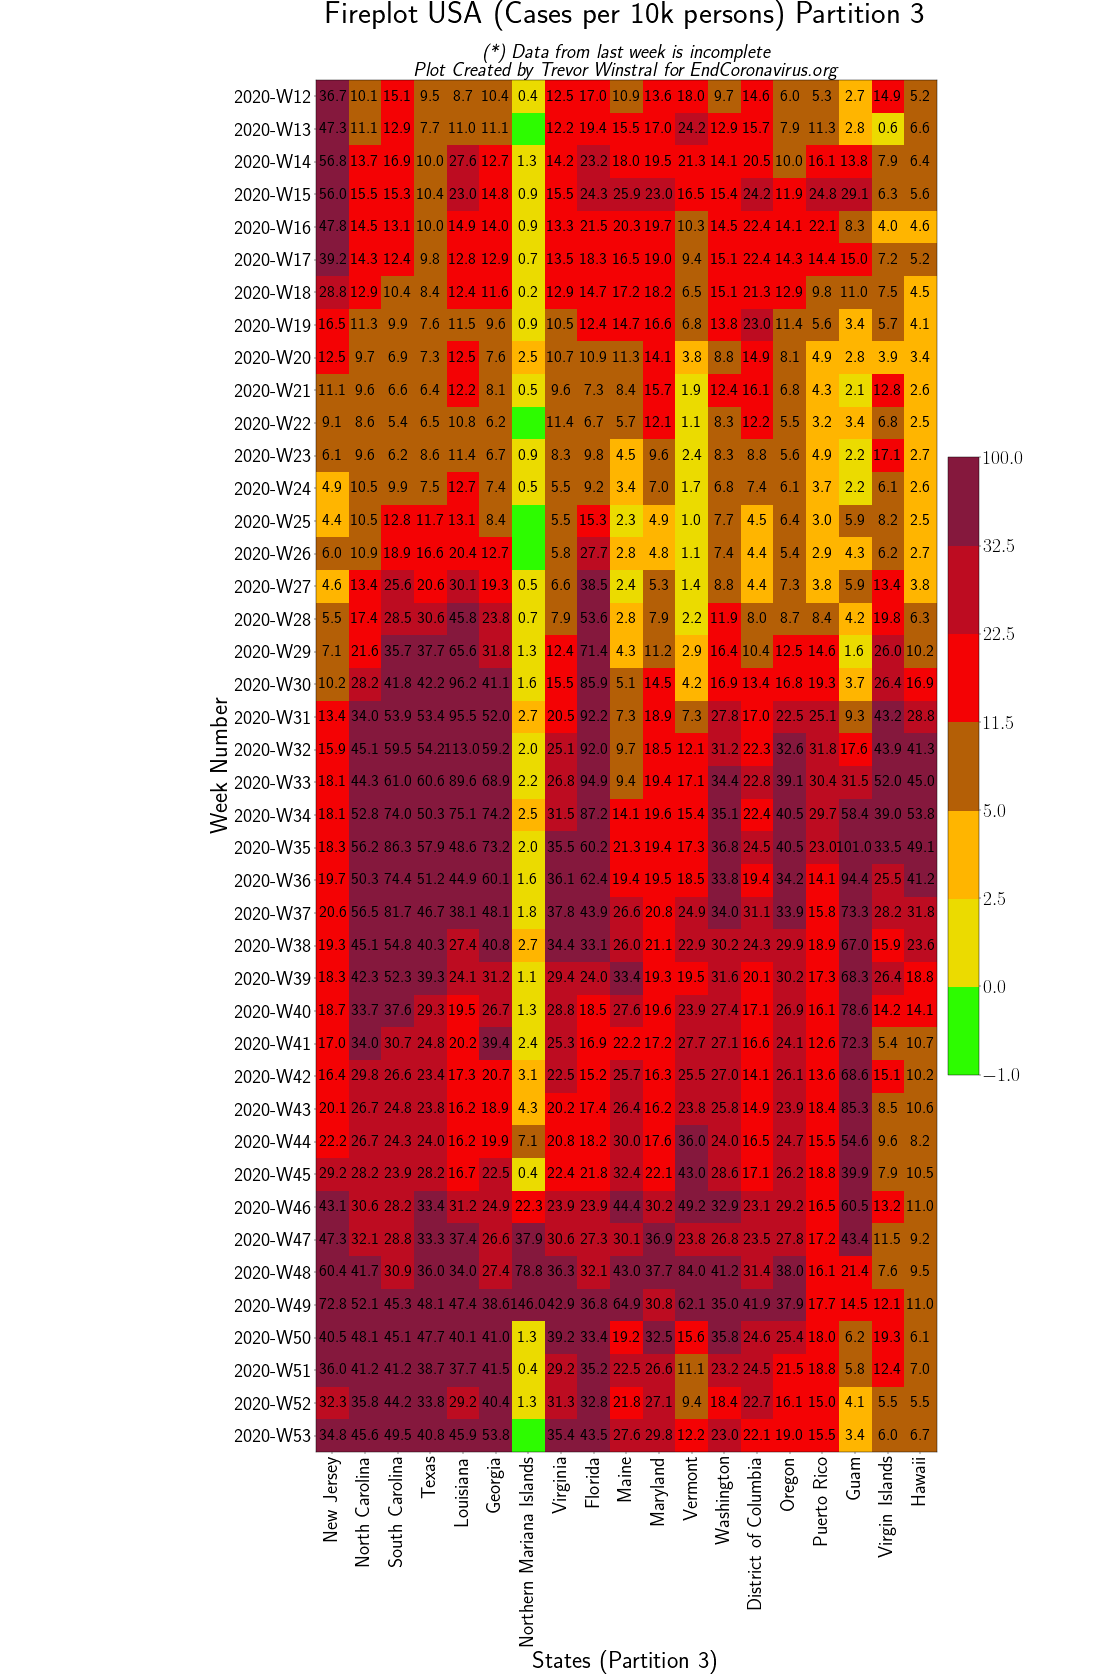 Fireplot USA (Cases per 10k persons) Partition 3
(*) Data from last week is incomplete
Plot Created by Trevor Winstral for EndCoronavirus.org
2020-W12 36.7 10.1 15.1 9.5 8.7 10.4 0.4 12.5 17.0 10.9 13.6 18.0 9.7 14.6 6.0 5.3 2.7 14.9 5.2
2020-W13 47.3 11.1 12.9 7.7 11.0 11.1 12.2 19.4 15.5 17.0 24.2 12.9 15.7 7.9 11.3 2.8 0.6 6.6
2020-W14 56.8 13.7 16.9 10.0 27.6 12.7 1.3 14.2 23.2 18.0 19.5 21.3 14.1 20.5 10.0 16.1 13.8 7.9 6.4
2020-W15 56.0 15.5 15.3 10.4 23.0 14.8 0.9 15.5 24.3 25.9 23.0 16.5 15.4 24.2 11.9 24.8 29.1 6.3 5.6
2020-W16 47.8 14.5 13.1 10.0 14.9 14.0 0.9 13.3 21.5 20.3 19.7 10.3 14.5 22.4 14.1 22.1 8.3 4.0 4.6
2020-W17 39.2 14.3 12.4 9.8 12.8 12.9 0.7 13.5 18.3 16.5 19.0 9.4 15.1 22.4 14.3 14.4 15.0 7.2 5.2
2020-W18 28.8 12.9 10.4 8.4 12.4 11.6 0.2 12.9 14.7 17.2 18.2 6.5 15.1 21.3 12.9 9.8 11.0 7.5 4.5
2020-W19 16.5 11.3 9.9 7.6 11.5 9.6 0.9 10.5 12.4 14.7 16.6 6.8 13.8 23.0 11.4 5.6 3.4 5.7 4.1
2020-W20 12.5 9.7 6.9 7.3 12.5 7.6 2.5 10.7 10.9 11.3 14.1 3.8 8.8 14.9 8.1 4.9 2.8 3.9 3.4
2020-W21 11.1 9.6 6.6 6.4 12.2 8.1 0.5 9.6 7.3 8.4 15.7 1.9 12.4 16.1 6.8 4.3 2.1 12.8 2.6
2020-W22 9.1 8.6 5.4 6.5 10.8 6.2 11.4 6.7 5.7 12.1 1.1 8.3 12.2 5.5 3.2 3.4 6.8 2.5
2020-W23 6.1 9.6 6.2 8.6 11.4 6.7 0.9 8.3 9.8 4.5 9.6 2.4 8.3 8.8 5.6 4.9 2.2 17.1 2.7
2020-W24 4.9 10.5 9.9 7.5 12.7 7.4 0.5 5.5 9.2 3.4 7.0 1.7 6.8 7.4 6.1 3.7 2.2 6.1 2.6
2020-W25 4.4 10.5 12.8 11.7 13.1 8.4 5.5 15.3 2.3 4.9 1.0 7.7 4.5 6.4 3.0 5.9 8.2 2.5
2020-W26 6.0 10.9 18.9 16.6 20.4 12.7 5.8 27.7 2.8 4.8 1.1 7.4 4.4 5.4 2.9 4.3 6.2 2.7
2020-W27 4.6 13.4 25.6 20.6 30.1 19.3 0.5 6.6 38.5 2.4 5.3 1.4 8.8 4.4 7.3 3.8 5.9 13.4 3.8
2020-W28 5.5 17.4 28.5 30.6 45.8 23.8 0.7 7.9 53.6 2.8 7.9 2.2 11.9 8.0 8.7 8.4 4.2 19.8 6.3
2020-W29 7.1 21.6 35.7 37.7 65.6 31.8 1.3 12.4 71.4 4.3 11.2 2.9 16.4 10.4 12.5 14.6 1.6 26.0 10.2
2020-W30 10.2 28.2 41.8 42.2 96.2 41.1 1.6 15.5 85.9 5.1 14.5 4.2 16.9 13.4 16.8 19.3 3.7 26.4 16.9
2020-W31 13.4 34.0 53.9 53.4 95.5 52.0 2.7 20.5 92.2 7.3 18.9 7.3 27.8 17.0 22.5 25.1 9.3 43.2 28.8
2020-W32 15.9 45.1 59.5 54.2 113.0 59.2 2.0 25.1 92.0 9.7 18.5 12.1 31.2 22.3 32.6 31.8 17.6 43.9 41.3
2020-W33 18.1 44.3 61.0 60.6 89.6 68.9 2.2 26.8 94.9 9.4 19.4 17.1 34.4 22.8 39.1 30.4 31.5 52.0 45.0
2020-W34 18.1 52.8 74.0 50.3 75.1 74.2 2.5 31.5 87.2 14.1 19.6 15.4 35.1 22.4 40.5 29.7 58.4 39.0 53.8
2020-W35 18.3 56.2 86.3 57.9 48.6 73.2 2.0 35.5 60.2 21.3 19.4 17.3 36.8 24.5 40.5 23.0 101.0 33.5 49.1
2020-W36 19.7 50.3 74.4 51.2 44.9 60.1 1.6 36.1 62.4 19.4 19.5 18.5 33.8 19.4 34.2 14.1 94.4 25.5 41.2
2020-W37 20.6 56.5 81.7 46.7 38.1 48.1 1.8 37.8 43.9 26.6 20.8 24.9 34.0 31.1 33.9 15.8 73.3 28.2 31.8
2020-W38 19.3 45.1 54.8 40.3 27.4 40.8 2.7 34.4 33.1 26.0 21.1 22.9 30.2 24.3 29.9 18.9 67.0 15.9 23.6
2020-W39 18.3 42.3 52.3 39.3 24.1 31.2 1.1 29.4 24.0 33.4 19.3 19.5 31.6 20.1 30.2 17.3 68.3 26.4 18.8
2020-W40 18.7 33.7 37.6 29.3 19.5 26.7 1.3 28.8 18.5 27.6 19.6 23.9 27.4 17.1 26.9 16.1 78.6 14.2 14.1
2020-W41 17.0 34.0 30.7 24.8 20.2 39.4 2.4 25.3 16.9 22.2 17.2 27.7 27.1 16.6 24.1 12.6 72.3 5.4 10.7
2020-W42 16.4 29.8 26.6 23.4 17.3 20.7 3.1 22.5 15.2 25.7 16.3 25.5 27.0 14.1 26.1 13.6 68.6 15.1 10.2
2020-W43 20.1 26.7 24.8 23.8 16.2 18.9 4.3 20.2 17.4 26.4 16.2 23.8 25.8 14.9 23.9 18.4 85.3 8.5 10.6
2020-W44 22.2 26.7 24.3 24.0 16.2 19.9 7.1 20.8 18.2 30.0 17.6 36.0 24.0 16.5 24.7 15.5 54.6 9.6 8.2
2020-W45 29.2 28.2 23.9 28.2 16.7 22.5 0.4 22.4 21.8 32.4 22.1 43.0 28.6 17.1 26.2 18.8 39.9 7.9 10.5
2020-W46 43.1 30.6 28.2 33.4 31.2 24.9 22.3 23.9 23.9 44.4 30.2 49.2 32.9 23.1 29.2 16.5 60.5 13.2 11.0
2020-W47 47.3 32.1 28.8 33.3 37.4 26.6 37.9 30.6 27.3 30.1 36.9 23.8 26.8 23.5 27.8 17.2 43.4 11.5 9.2
2020-W48 60.4 41.7 30.9 36.0 34.0 27.4 78.8 36.3 32.1 43.0 37.7 84.0 41.2 31.4 38.0 16.1 21.4 7.6 9.5
2020-W49 72.8 52.1 45.3 48.1 47.4 38.6 146.0 42.9 36.8 64.9 30.8 62.1 35.0 41.9 37.9 17.7 14.5 12.1 11.0
2020-W50 40.5 48.1 45.1 47.7 40.1 41.0 1.3 39.2 33.4 19.2 32.5 15.6 35.8 24.6 25.4 18.0 6.2 19.3 6.1
2020-W51 36.0 41.2 41.2 38.7 37.7 41.5 0.4 29.2 35.2 22.5 26.6 11.1 23.2 24.5 21.5 18.8 5.8 12.4 7.0
2020-W52 32.3 35.8 44.2 33.8 29.2 40.4 1.3 31.3 32.8 21.8 27.1 9.4 18.4 22.7 16.1 15.0 4.1 5.5 5.5
2020-W53 34.8 45.6 49.5 40.8 45.9 53.8 35.4 43.5 27.6 29.8 12.2 23.0 22.1 19.0 15.5 3.4 6.0 6.7
Week Number
New Jersey
North Carolina
South Carolina
Texas
Louisiana
Georgia
Northern Mariana Islands
Virginia
Florida
Maine
Maryland
Vermont
Washington
District of Columbia
Oregon
Puerto Rico
Guam
Virgin Islands
Hawaii
States (Partition 3)
100.0
32.5
22.5
11.5
5.0
2.5
0.0
−1.0